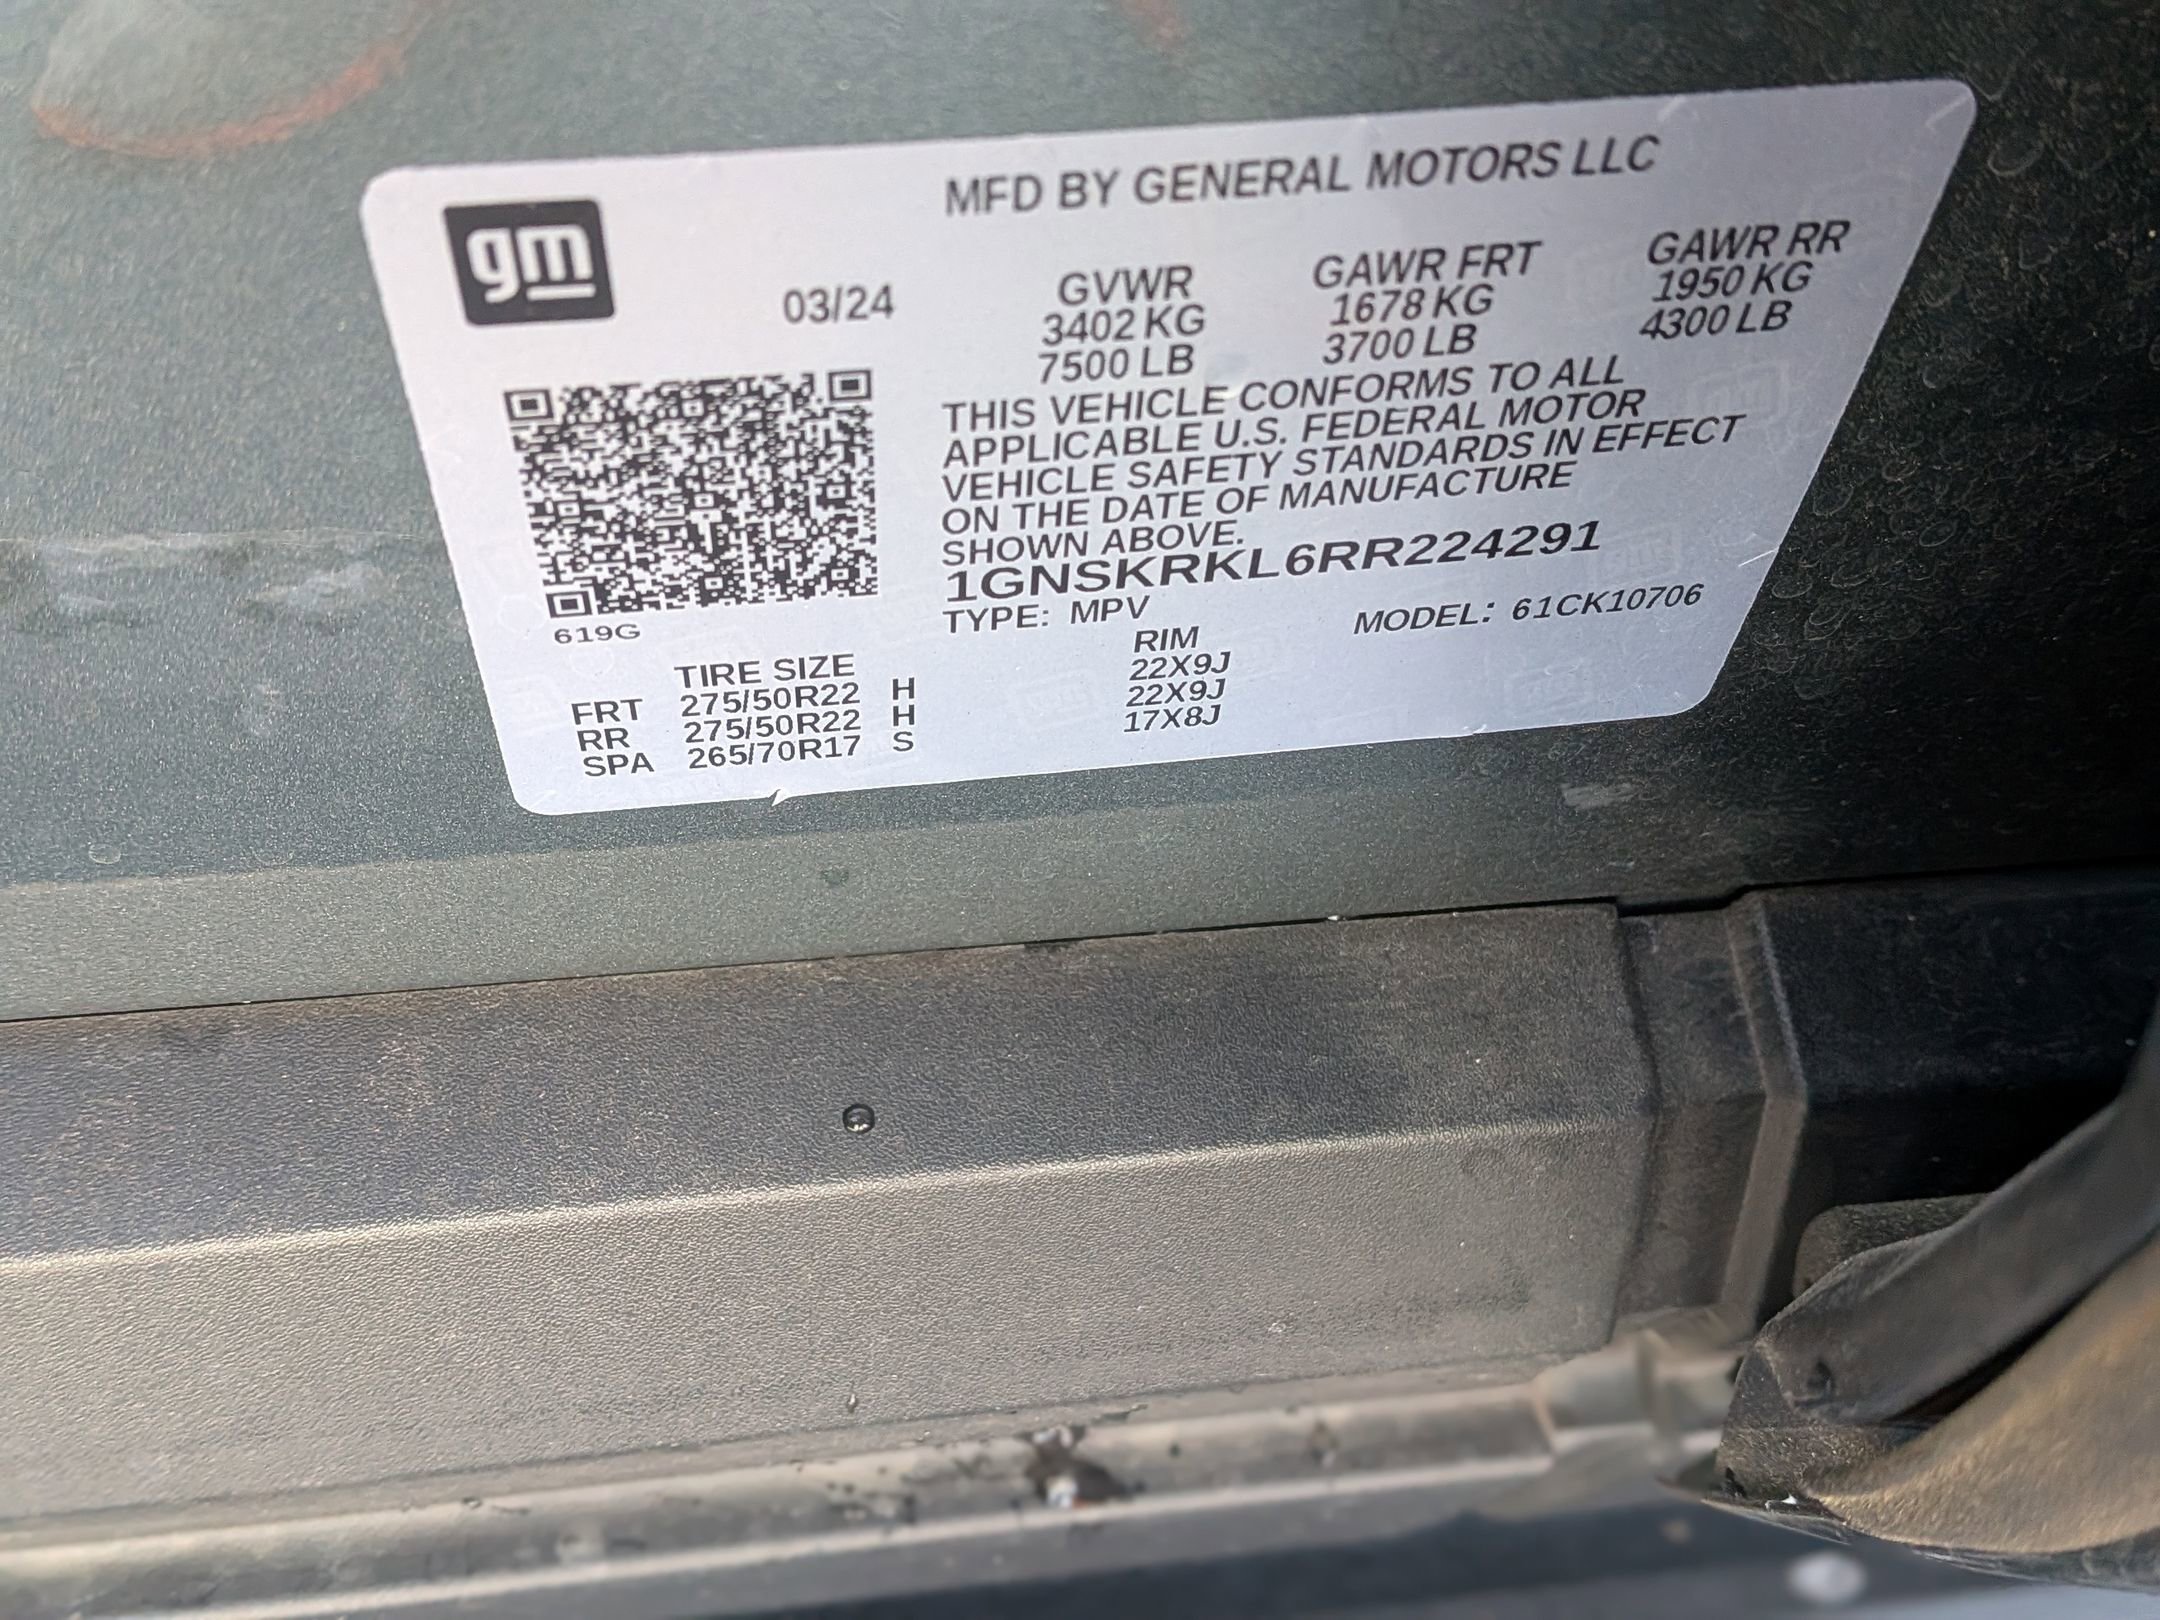 gm
MFD BY GENERAL MOTORS LLC
03/24
GVWR GAWR FRT GAWR RR
3402 KG 1678 KG 1950 KG
7500 LB 3700 LB 4300 LB
THIS VEHICLE CONFORMS TO ALL
APPLICABLE U.S. FEDERAL MOTOR
VEHICLE SAFETY STANDARDS IN EFFECT
ON THE DATE OF MANUFACTURE
SHOWN ABOVE.
1GNSKRKL6RR224291
TYPE: MPV MODEL: 61CK10706
619G
TIRE SIZE RIM
FRT 275/50R22 H 22X9J
RR 275/50R22 H 22X9J
SPA 265/70R17 S 17X8J